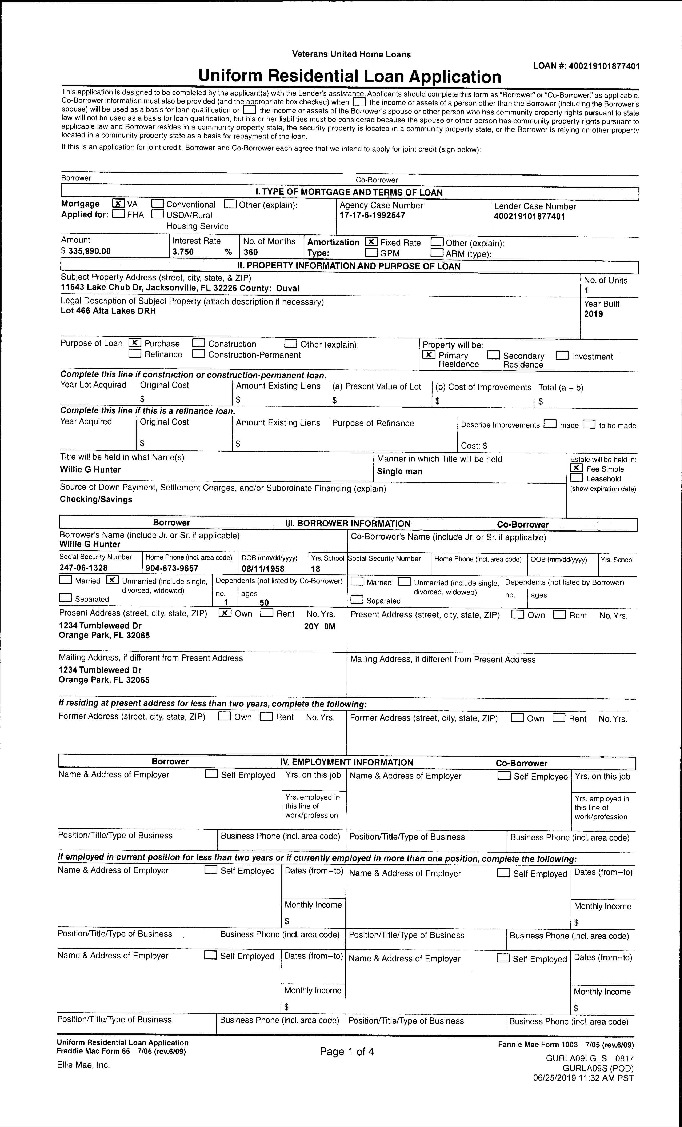 Veterans United Home Loans
LOAN #: 400219101877401
Uniform Residential Loan Application
This application is designed to be completed by the applicant(s) with the Lender's assistance. Applicants should complete this form as "Borrower" or "Co-Borrower," as applicable.
Co-Borrower information must also be provided (and the appropriate box checked) when the income or assets of a person other than the Borrower (including the Borrower's
spouse) will be used as a basis for loan qualification or the income or assets of the Borrower's spouse or other person who has community property rights pursuant to state
law will not be used as a basis for loan qualification, but his or her liabilities must be considered because the spouse or other person has community property rights pursuant to
applicable law and Borrower resides in a community property state, the security property is located in a community property state, or the Borrower is relying on other property
located in a community property state as a basis for repayment of the loan.
If this is an application for joint credit, Borrower and Co-Borrower each agree that we intend to apply for joint credit (sign below):
Borrower Co-Borrower
I. TYPE OF MORTGAGE AND TERMS OF LOAN
Mortgage X VA Conventional Other (explain): Agency Case Number Lender Case Number
Applied for: FHA USDA/Rural 17-17-6-1992647 400219101877401
Housing Service
Amount Interest Rate No. of Months Amortization X Fixed Rate Other (explain):
$ 335,990.00 3.750 % 360 Type: GPM ARM (type):
II. PROPERTY INFORMATION AND PURPOSE OF LOAN
Subject Property Address (street, city, state, & ZIP) No. of Units
11643 Lake Chub Dr, Jacksonville, FL 32226 County: Duval 1
Legal Description of Subject Property (attach description if necessary) Year Built
Lot 466 Alta Lakes DRH 2019
Purpose of Loan X Purchase Construction Other (explain): Property will be:
Refinance Construction-Permanent X Primary Residence Secondary Residence Investment
Complete this line if construction or construction-permanent loan.
Year Lot Acquired Original Cost Amount Existing Liens (a) Present Value of Lot (b) Cost of Improvements Total (a + b)
$ $ $ $ $
Complete this line if this is a refinance loan.
Year Acquired Original Cost Amount Existing Liens Purpose of Refinance Describe Improvements made to be made
$ $ Cost: $
Title will be held in what Name(s) Manner in which Title will be held Estate will be held in:
Willie G Hunter Single man X Fee Simple
Leasehold
Source of Down Payment, Settlement Charges, and/or Subordinate Financing (explain) (show expiration date)
Checking/Savings
Borrower III. BORROWER INFORMATION Co-Borrower
Borrower's Name (include Jr. or Sr. if applicable) Co-Borrower's Name (include Jr. or Sr. if applicable)
Willie G Hunter
Social Security Number Home Phone (incl. area code) DOB (mm/dd/yyyy) Yrs. School Social Security Number Home Phone (incl. area code) DOB (mm/dd/yyyy) Yrs. School
247-06-1328 904-673-9657 08/11/1958 18
Married X Unmarried (include single, Dependents (not listed by Co-Borrower) Married Unmarried (include single, Dependents (not listed by Borrower)
divorced, widowed) no. ages divorced, widowed) no. ages
Separated 1 50 Separated
Present Address (street, city, state, ZIP) X Own Rent No. Yrs. Present Address (street, city, state, ZIP) Own Rent No. Yrs.
1234 Tumbleweed Dr 20Y 0M
Orange Park, FL 32065
Mailing Address, if different from Present Address Mailing Address, if different from Present Address
1234 Tumbleweed Dr
Orange Park, FL 32065
If residing at present address for less than two years, complete the following:
Former Address (street, city, state, ZIP) Own Rent No. Yrs. Former Address (street, city, state, ZIP) Own Rent No. Yrs.
Borrower IV. EMPLOYMENT INFORMATION Co-Borrower
Name & Address of Employer Self Employed Yrs. on this job Name & Address of Employer Self Employed Yrs. on this job
Yrs. employed in Yrs. employed in
this line of this line of
work/profession work/profession
Position/Title/Type of Business Business Phone (incl. area code) Position/Title/Type of Business Business Phone (incl. area code)
If employed in current position for less than two years or if currently employed in more than one position, complete the following:
Name & Address of Employer Self Employed Dates (from–to) Name & Address of Employer Self Employed Dates (from–to)
Monthly Income Monthly Income
$ $
Position/Title/Type of Business Business Phone (incl. area code) Position/Title/Type of Business Business Phone (incl. area code)
Name & Address of Employer Self Employed Dates (from–to) Name & Address of Employer Self Employed Dates (from–to)
Monthly Income Monthly Income
$ $
Position/Title/Type of Business Business Phone (incl. area code) Position/Title/Type of Business Business Phone (incl. area code)
Uniform Residential Loan Application Fannie Mae Form 1003 7/05 (rev.6/09)
Freddie Mac Form 65 7/05 (rev.6/09) Page 1 of 4
Ellie Mae, Inc. 0817
GURLA09S (POD)
06/25/2019 11:32 AM PST